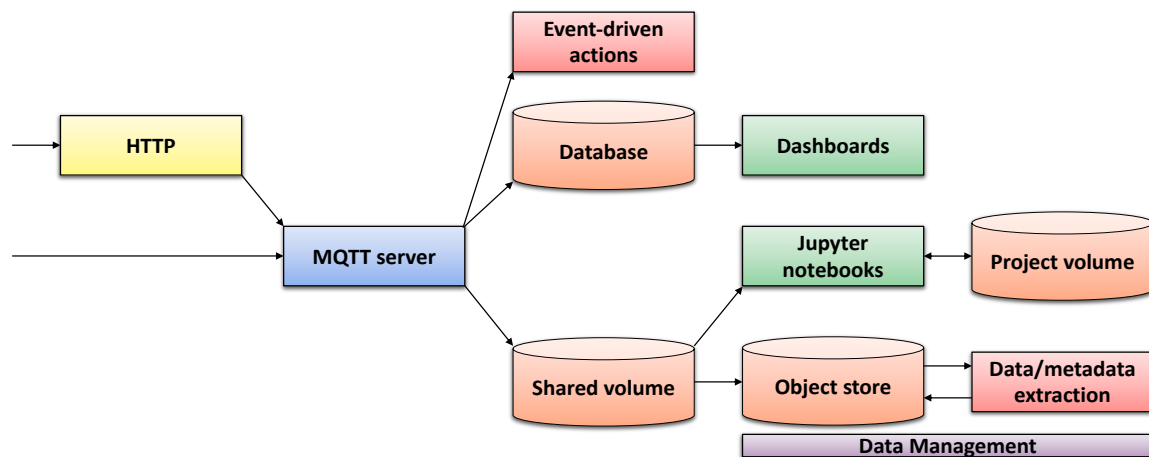 Event-driven
actions
HTTP
Database
Dashboards
MQTT server
Jupyter
notebooks
Project volume
Shared volume
Object store
Data/metadata
extraction
Data Management